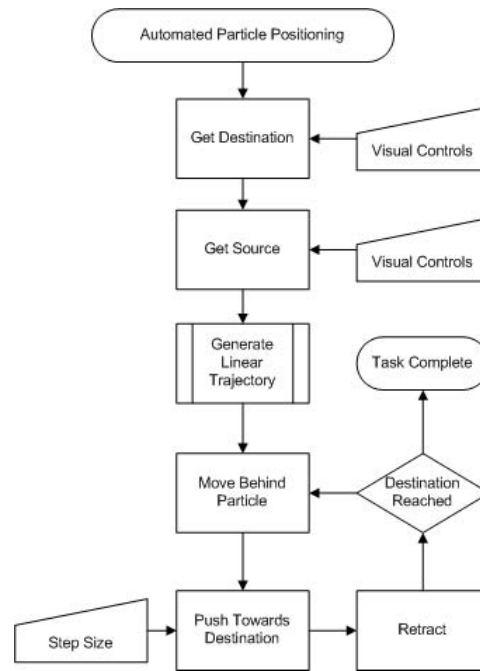 Automated Particle Positioning
Get Destination
Visual Controls
Get Source
Visual Controls
Generate
Linear
Trajectory
Task Complete
Move Behind
Particle
Destination
Reached
Step Size
Push Towards
Destination
Retract